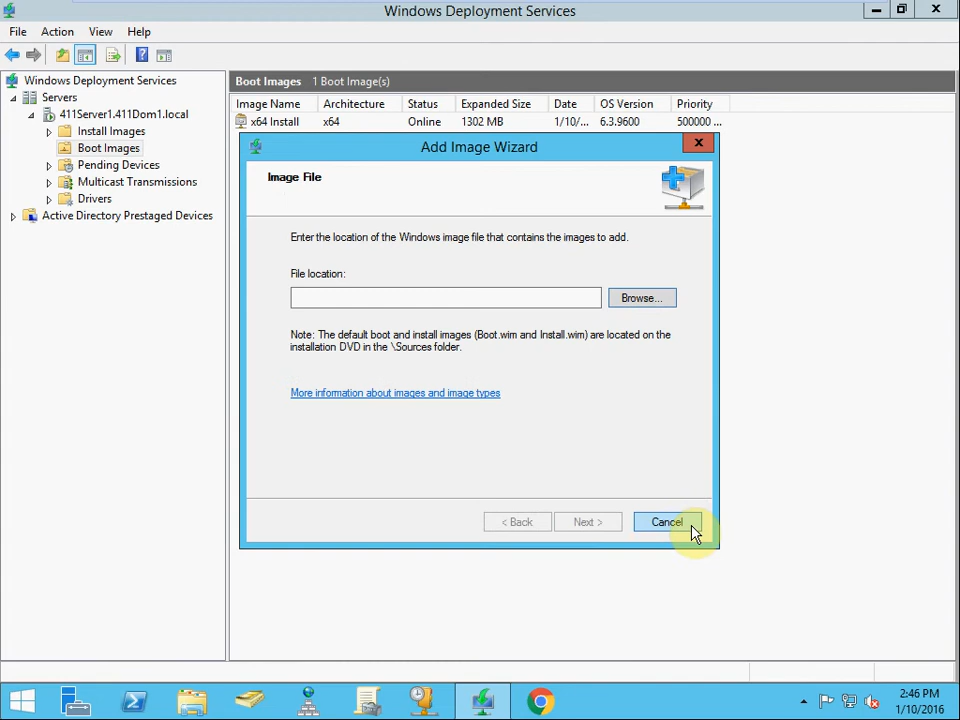 Windows Deployment Services
File Action View Help
Windows Deployment Services
Servers
411Server1.411Dom1.local
Install Images
Boot Images
Pending Devices
Multicast Transmissions
Drivers
Active Directory Prestaged Devices
Boot Images 1 Boot Image(s)
Image Name Architecture Status Expanded Size Date OS Version Priority
x64 Install x64 Online 1302 MB 1/10/... 6.3.9600 500000 ...
Add Image Wizard
x
Image File
Enter the location of the Windows image file that contains the images to add.
File location:
Browse...
Note: The default boot and install images (Boot.wim and Install.wim) are located on the
installation DVD in the \Sources folder.
More information about images and image types
< Back Next > Cancel
2:46 PM
1/10/2016